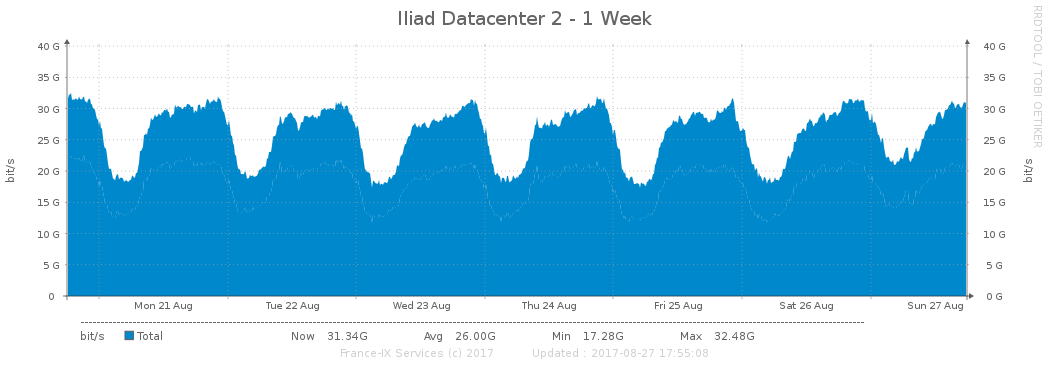 Iliad Datacenter 2 - 1 Week
RRDTOOL / TOBI OETIKER
40 G 40 G
35 G 35 G
30 G 30 G
25 G 25 G
20 G 20 G
15 G 15 G
10 G 10 G
5 G 5 G
0 0 G
bit/s
bit/s
Mon 21 Aug Tue 22 Aug Wed 23 Aug Thu 24 Aug Fri 25 Aug Sat 26 Aug Sun 27 Aug
bit/s Total Now 31.34G Avg 26.00G Min 17.28G Max 32.48G
France-IX Services (c) 2017 Updated : 2017-08-27 17:55:08